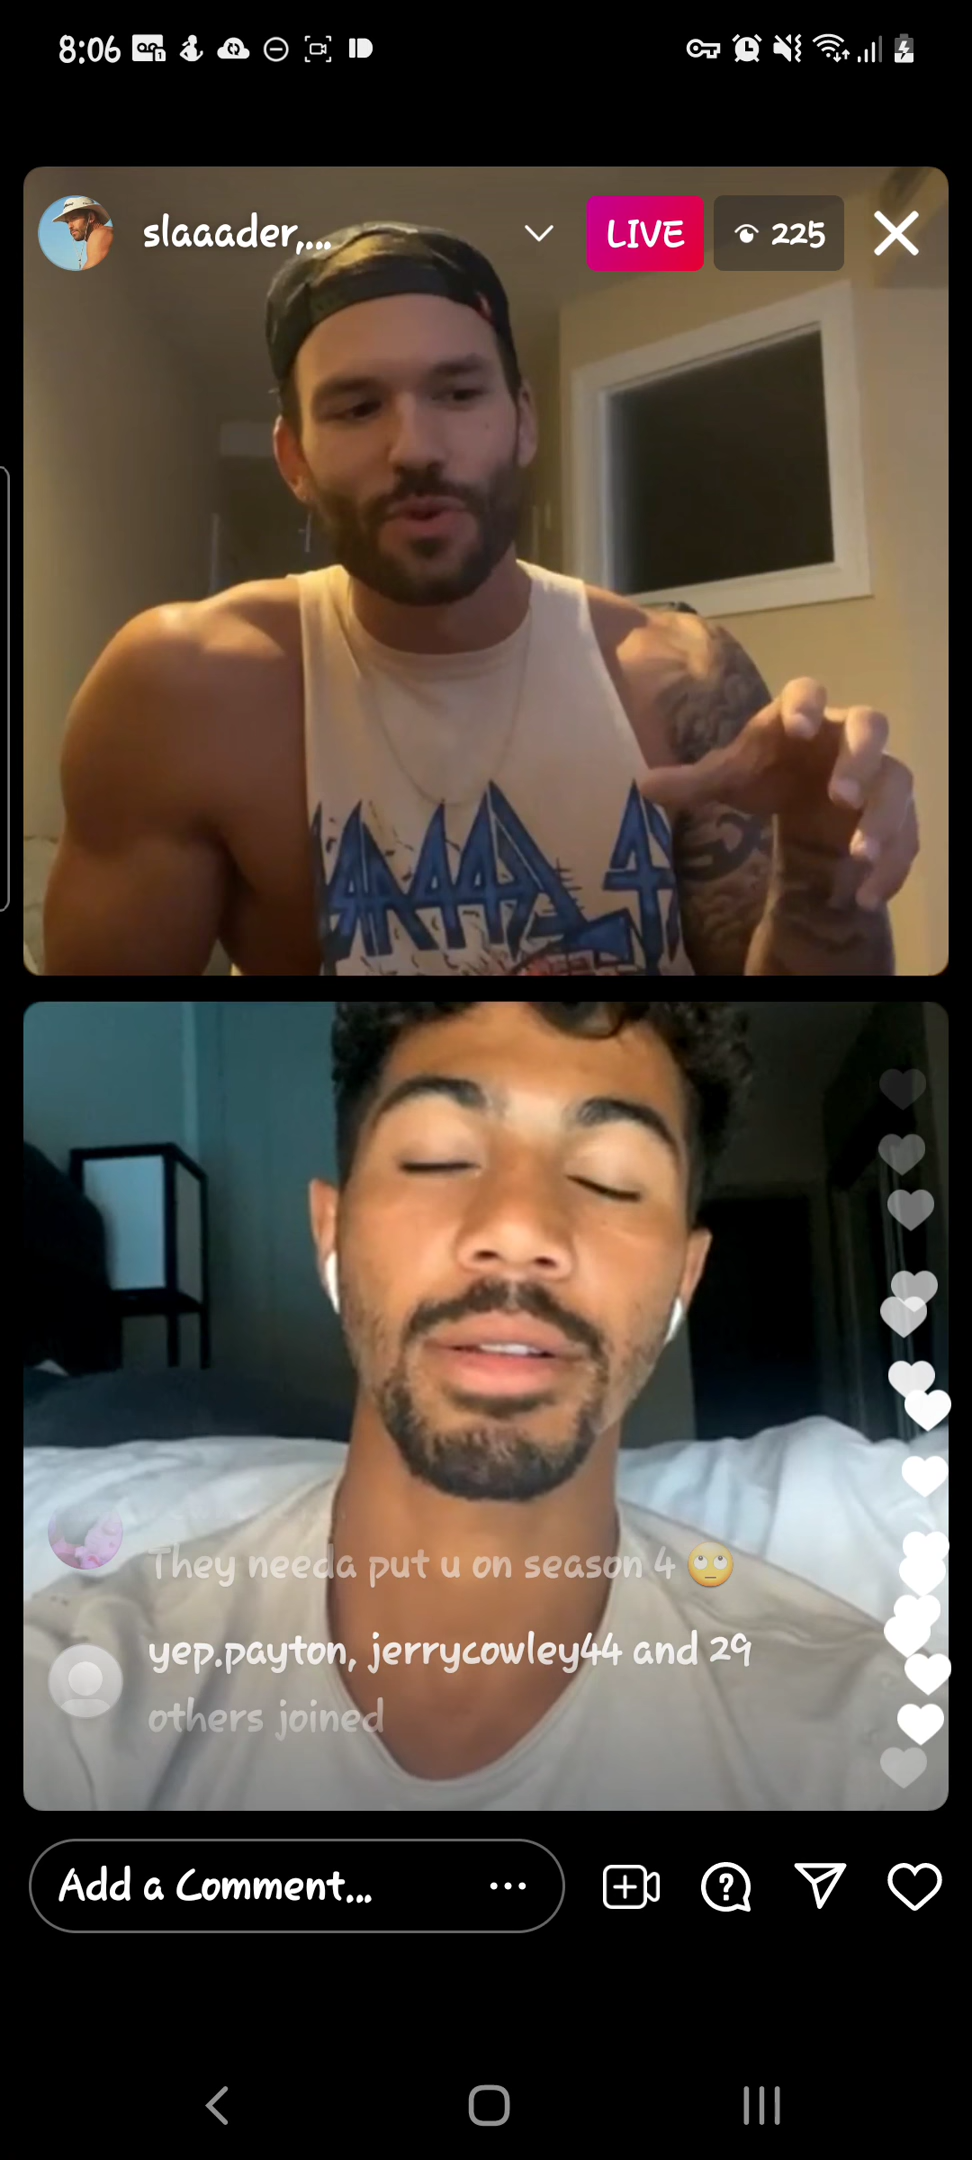 8:06
slaaader,...
LIVE
225
They needa put u on season 4 🙄
yep.payton, jerrycowley44 and 29
others joined
Add a Comment...